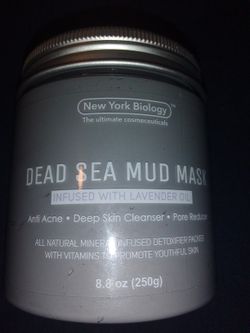 New York Biology™
The ultimate cosmeceuticals
DEAD SEA MUD MASK
INFUSED WITH LAVENDER OIL
Anti Acne • Deep Skin Cleanser • Pore Reducer
ALL NATURAL MINERAL INFUSED DETOXIFIER PACKED
WITH VITAMINS TO PROMOTE YOUTHFUL SKIN
8.8 oz (250g)